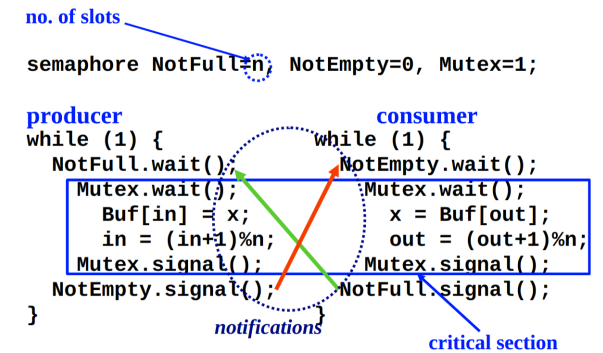 no. of slots
semaphore NotFull=n, NotEmpty=0, Mutex=1;
producer
while (1) {
NotFull.wait();
Mutex.wait();
Buf[in] = x;
in = (in+1)%n;
Mutex.signal();
NotEmpty.signal();
}
consumer
while (1) {
NotEmpty.wait();
Mutex.wait();
x = Buf[out];
out = (out+1)%n;
Mutex.signal();
NotFull.signal();
}
notifications
critical section